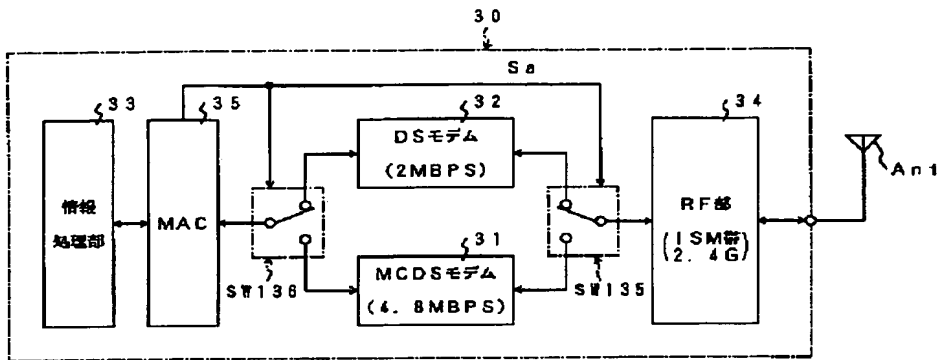 30
Sa
33
35
32
34
DSモデム
(2MBPS)
Ant
情報
処理部
MAC
RF部
(ISM帯
2.4G)
31
MCDSモデム
(4.8MBPS)
SW136
SW135